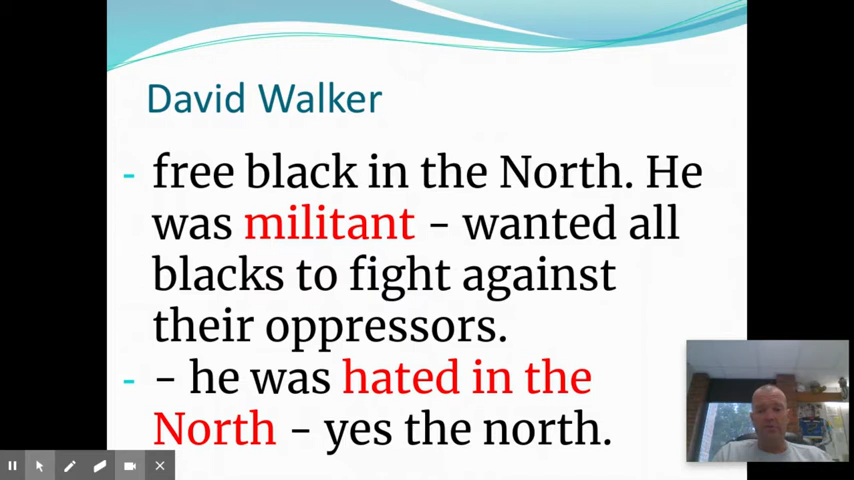 David Walker
- free black in the North. He
was militant - wanted all
blacks to fight against
their oppressors.
- - he was hated in the
North - yes the north.